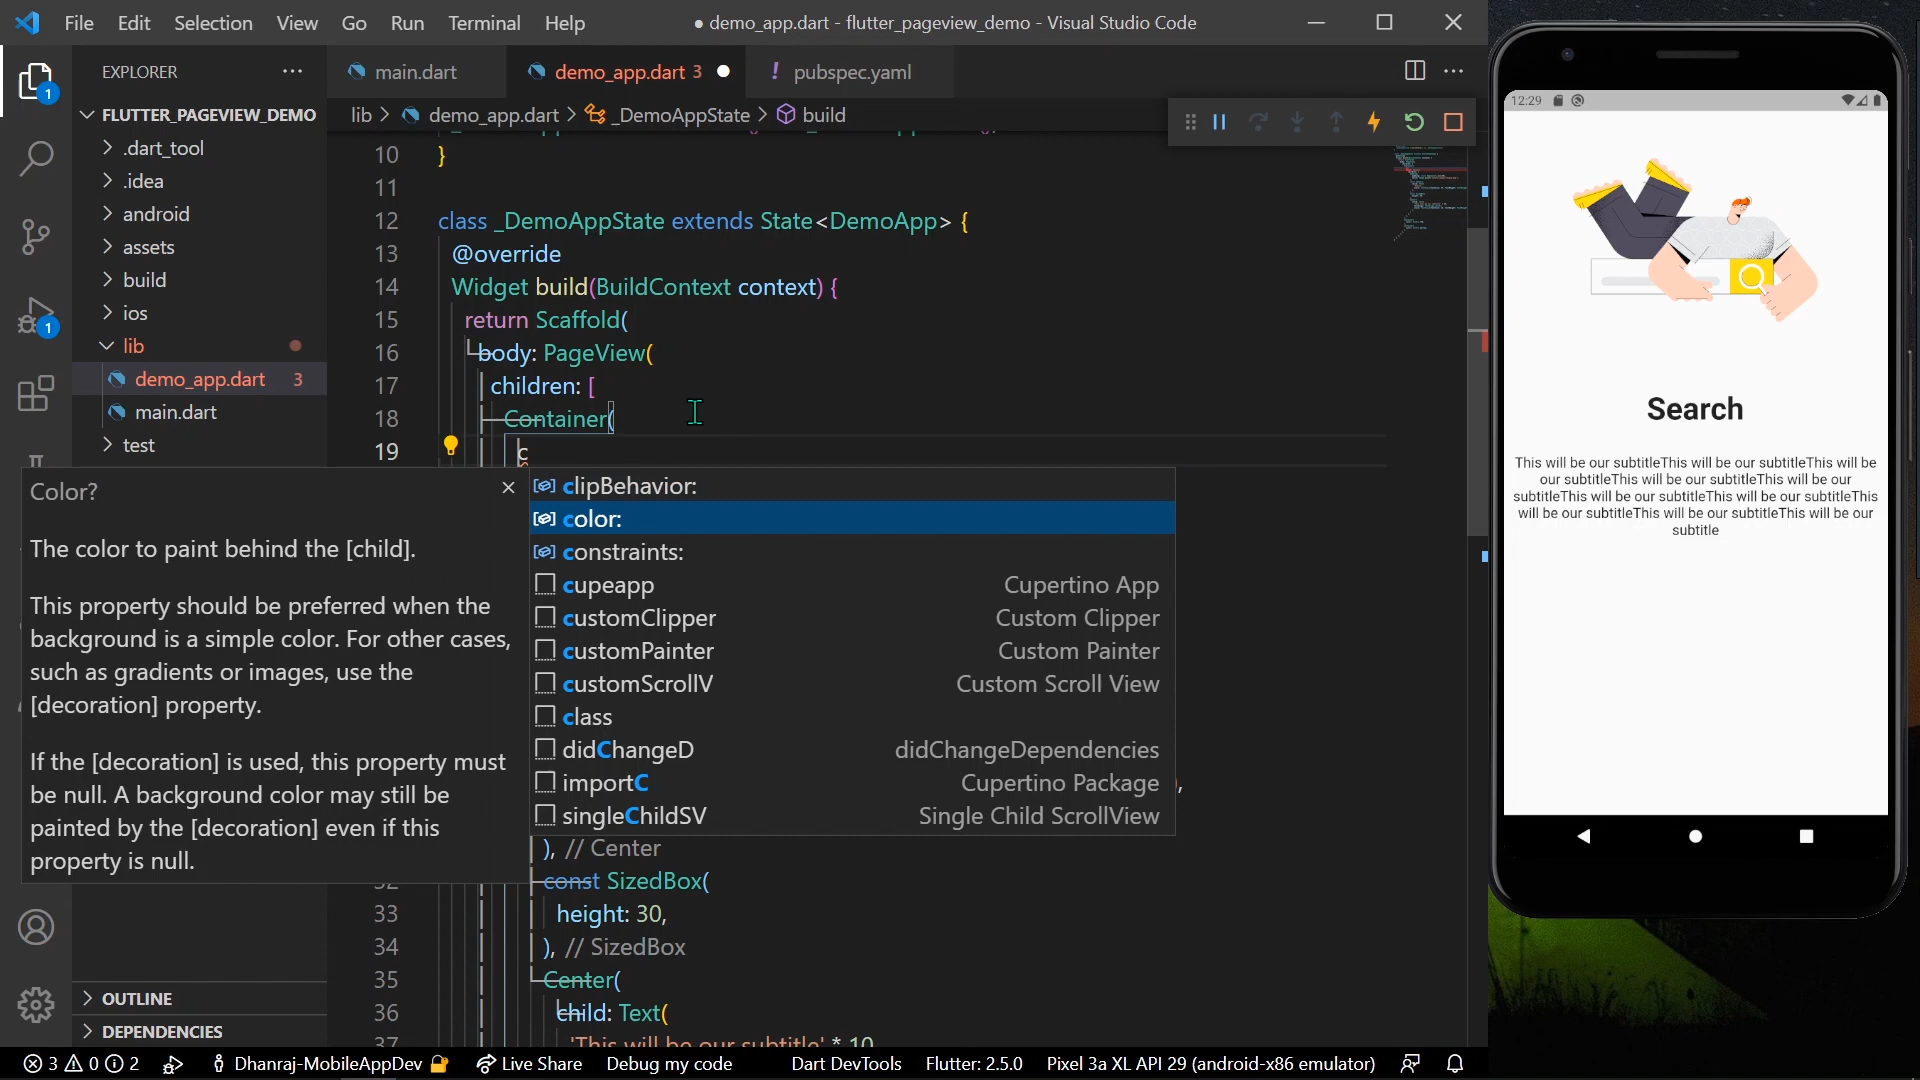 File Edit Selection View Go Run Terminal Help
● demo_app.dart - flutter_pageview_demo - Visual Studio Code
EXPLORER
1
FLUTTER_PAGEVIEW_DEMO
.dart_tool
.idea
android
assets
build
ios
1
lib
demo_app.dart 3
main.dart
test
OUTLINE
DEPENDENCIES
main.dart
demo_app.dart 3
! pubspec.yaml
lib > demo_app.dart > _DemoAppState > build
10 }
11
12 class _DemoAppState extends State<DemoApp> {
13 @override
14 Widget build(BuildContext context) {
15 return Scaffold(
16 body: PageView(
17 children: [
18 Container(
19 c
Color?
The color to paint behind the [child].
This property should be preferred when the
background is a simple color. For other cases,
such as gradients or images, use the
[decoration] property.
If the [decoration] is used, this property must
be null. A background color may still be
painted by the [decoration] even if this
property is null.
clipBehavior:
color:
constraints:
cupeapp Cupertino App
customClipper Custom Clipper
customPainter Custom Painter
customScrollV Custom Scroll View
class
didChangeD didChangeDependencies
importC Cupertino Package
singleChildSV Single Child ScrollView
), // Center
const SizedBox(
33 height: 30,
34 ), // SizedBox
35 Center(
36 child: Text(
37 'This will be our subtitle' * 10
3 0 2 Dhanraj-MobileAppDev Live Share Debug my code Dart DevTools Flutter: 2.5.0 Pixel 3a XL API 29 (android-x86 emulator)
12:29
Search
This will be our subtitleThis will be our subtitleThis will be
our subtitleThis will be our subtitleThis will be our
subtitleThis will be our subtitleThis will be our subtitleThis
will be our subtitleThis will be our subtitleThis will be our
subtitle